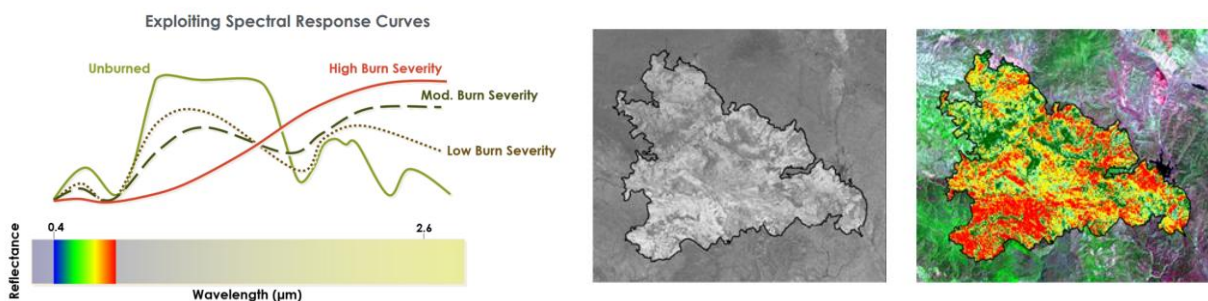 Exploiting Spectral Response Curves
Unburned
High Burn Severity
Mod. Burn Severity
Low Burn Severity
Reflectance
0.4
2.6
Wavelength (µm)